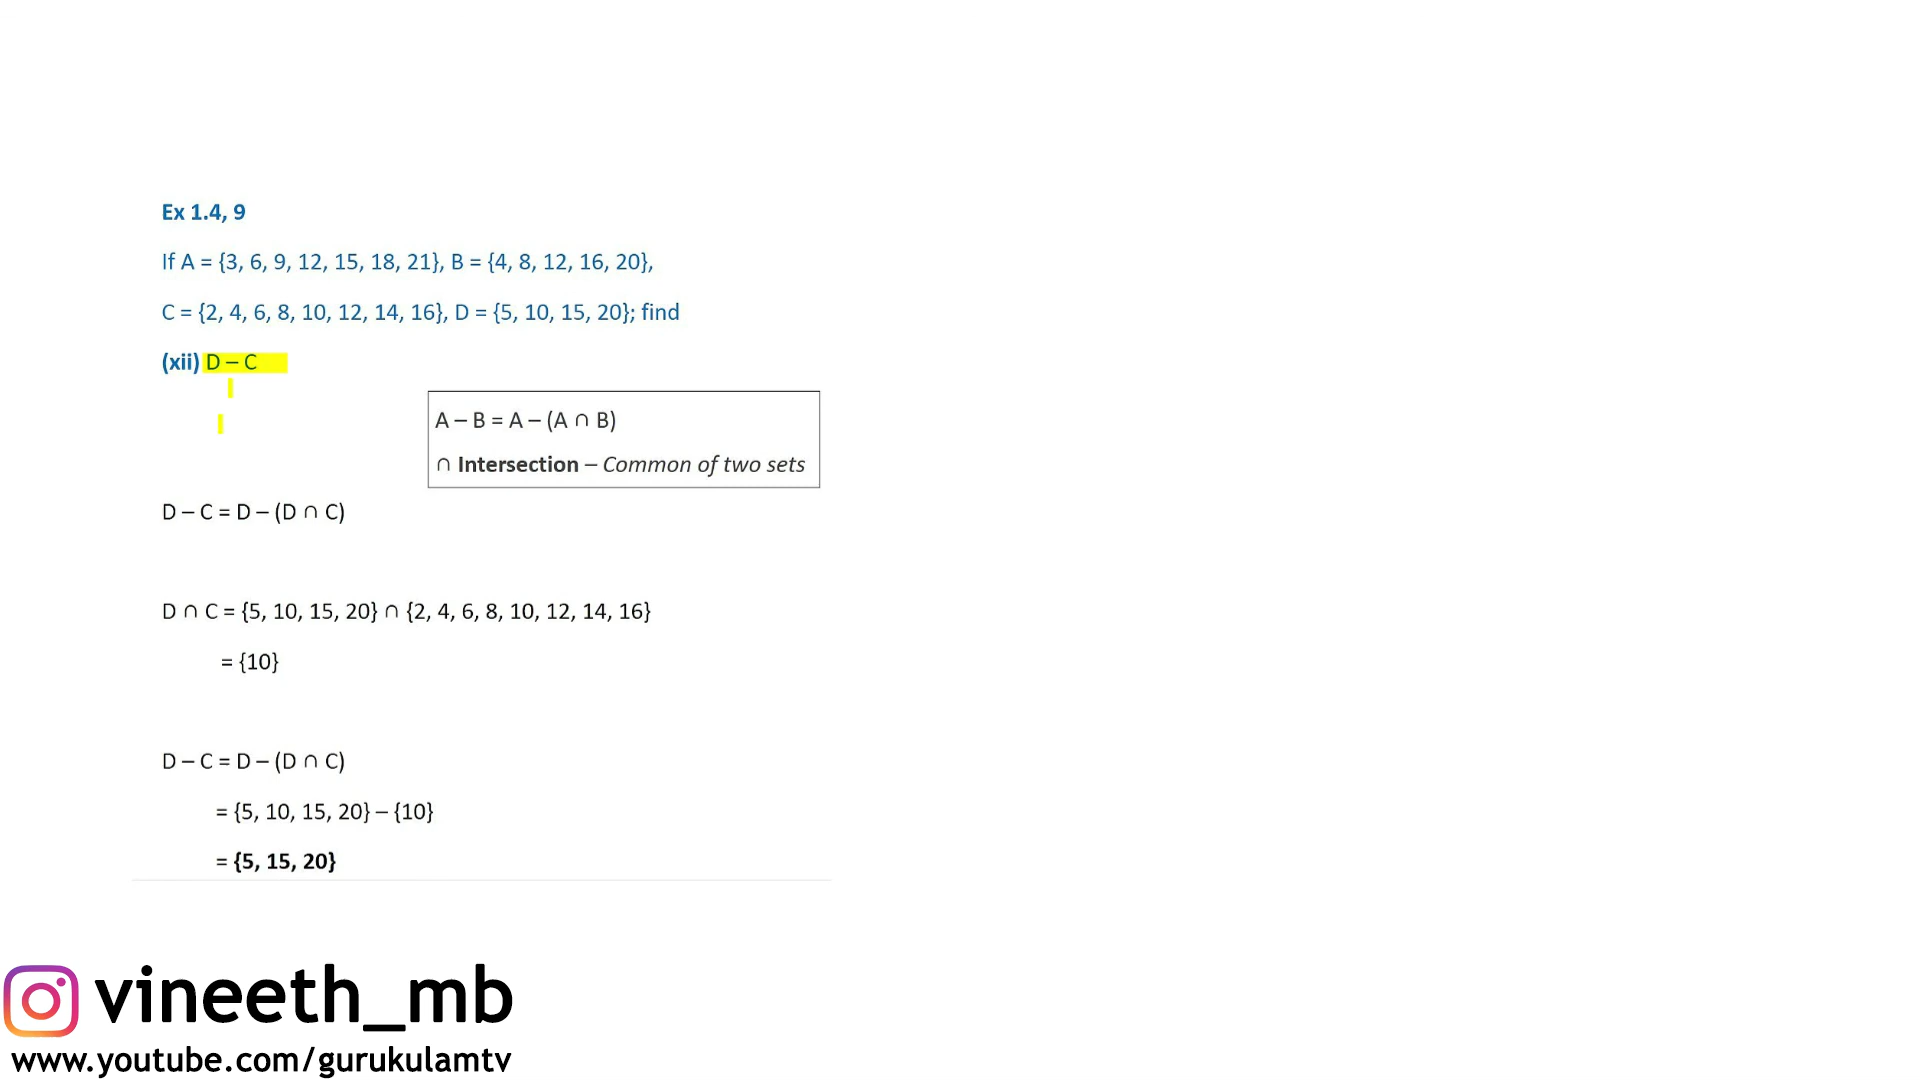 Ex 1.4, 9
If A = {3, 6, 9, 12, 15, 18, 21}, B = {4, 8, 12, 16, 20},
C = {2, 4, 6, 8, 10, 12, 14, 16}, D = {5, 10, 15, 20}; find
(xii) D – C
A – B = A – (A ∩ B)
∩ Intersection – Common of two sets
D – C = D – (D ∩ C)
D ∩ C = {5, 10, 15, 20} ∩ {2, 4, 6, 8, 10, 12, 14, 16}
= {10}
D – C = D – (D ∩ C)
= {5, 10, 15, 20} – {10}
= {5, 15, 20}
vineeth_mb
www.youtube.com/gurukulamtv